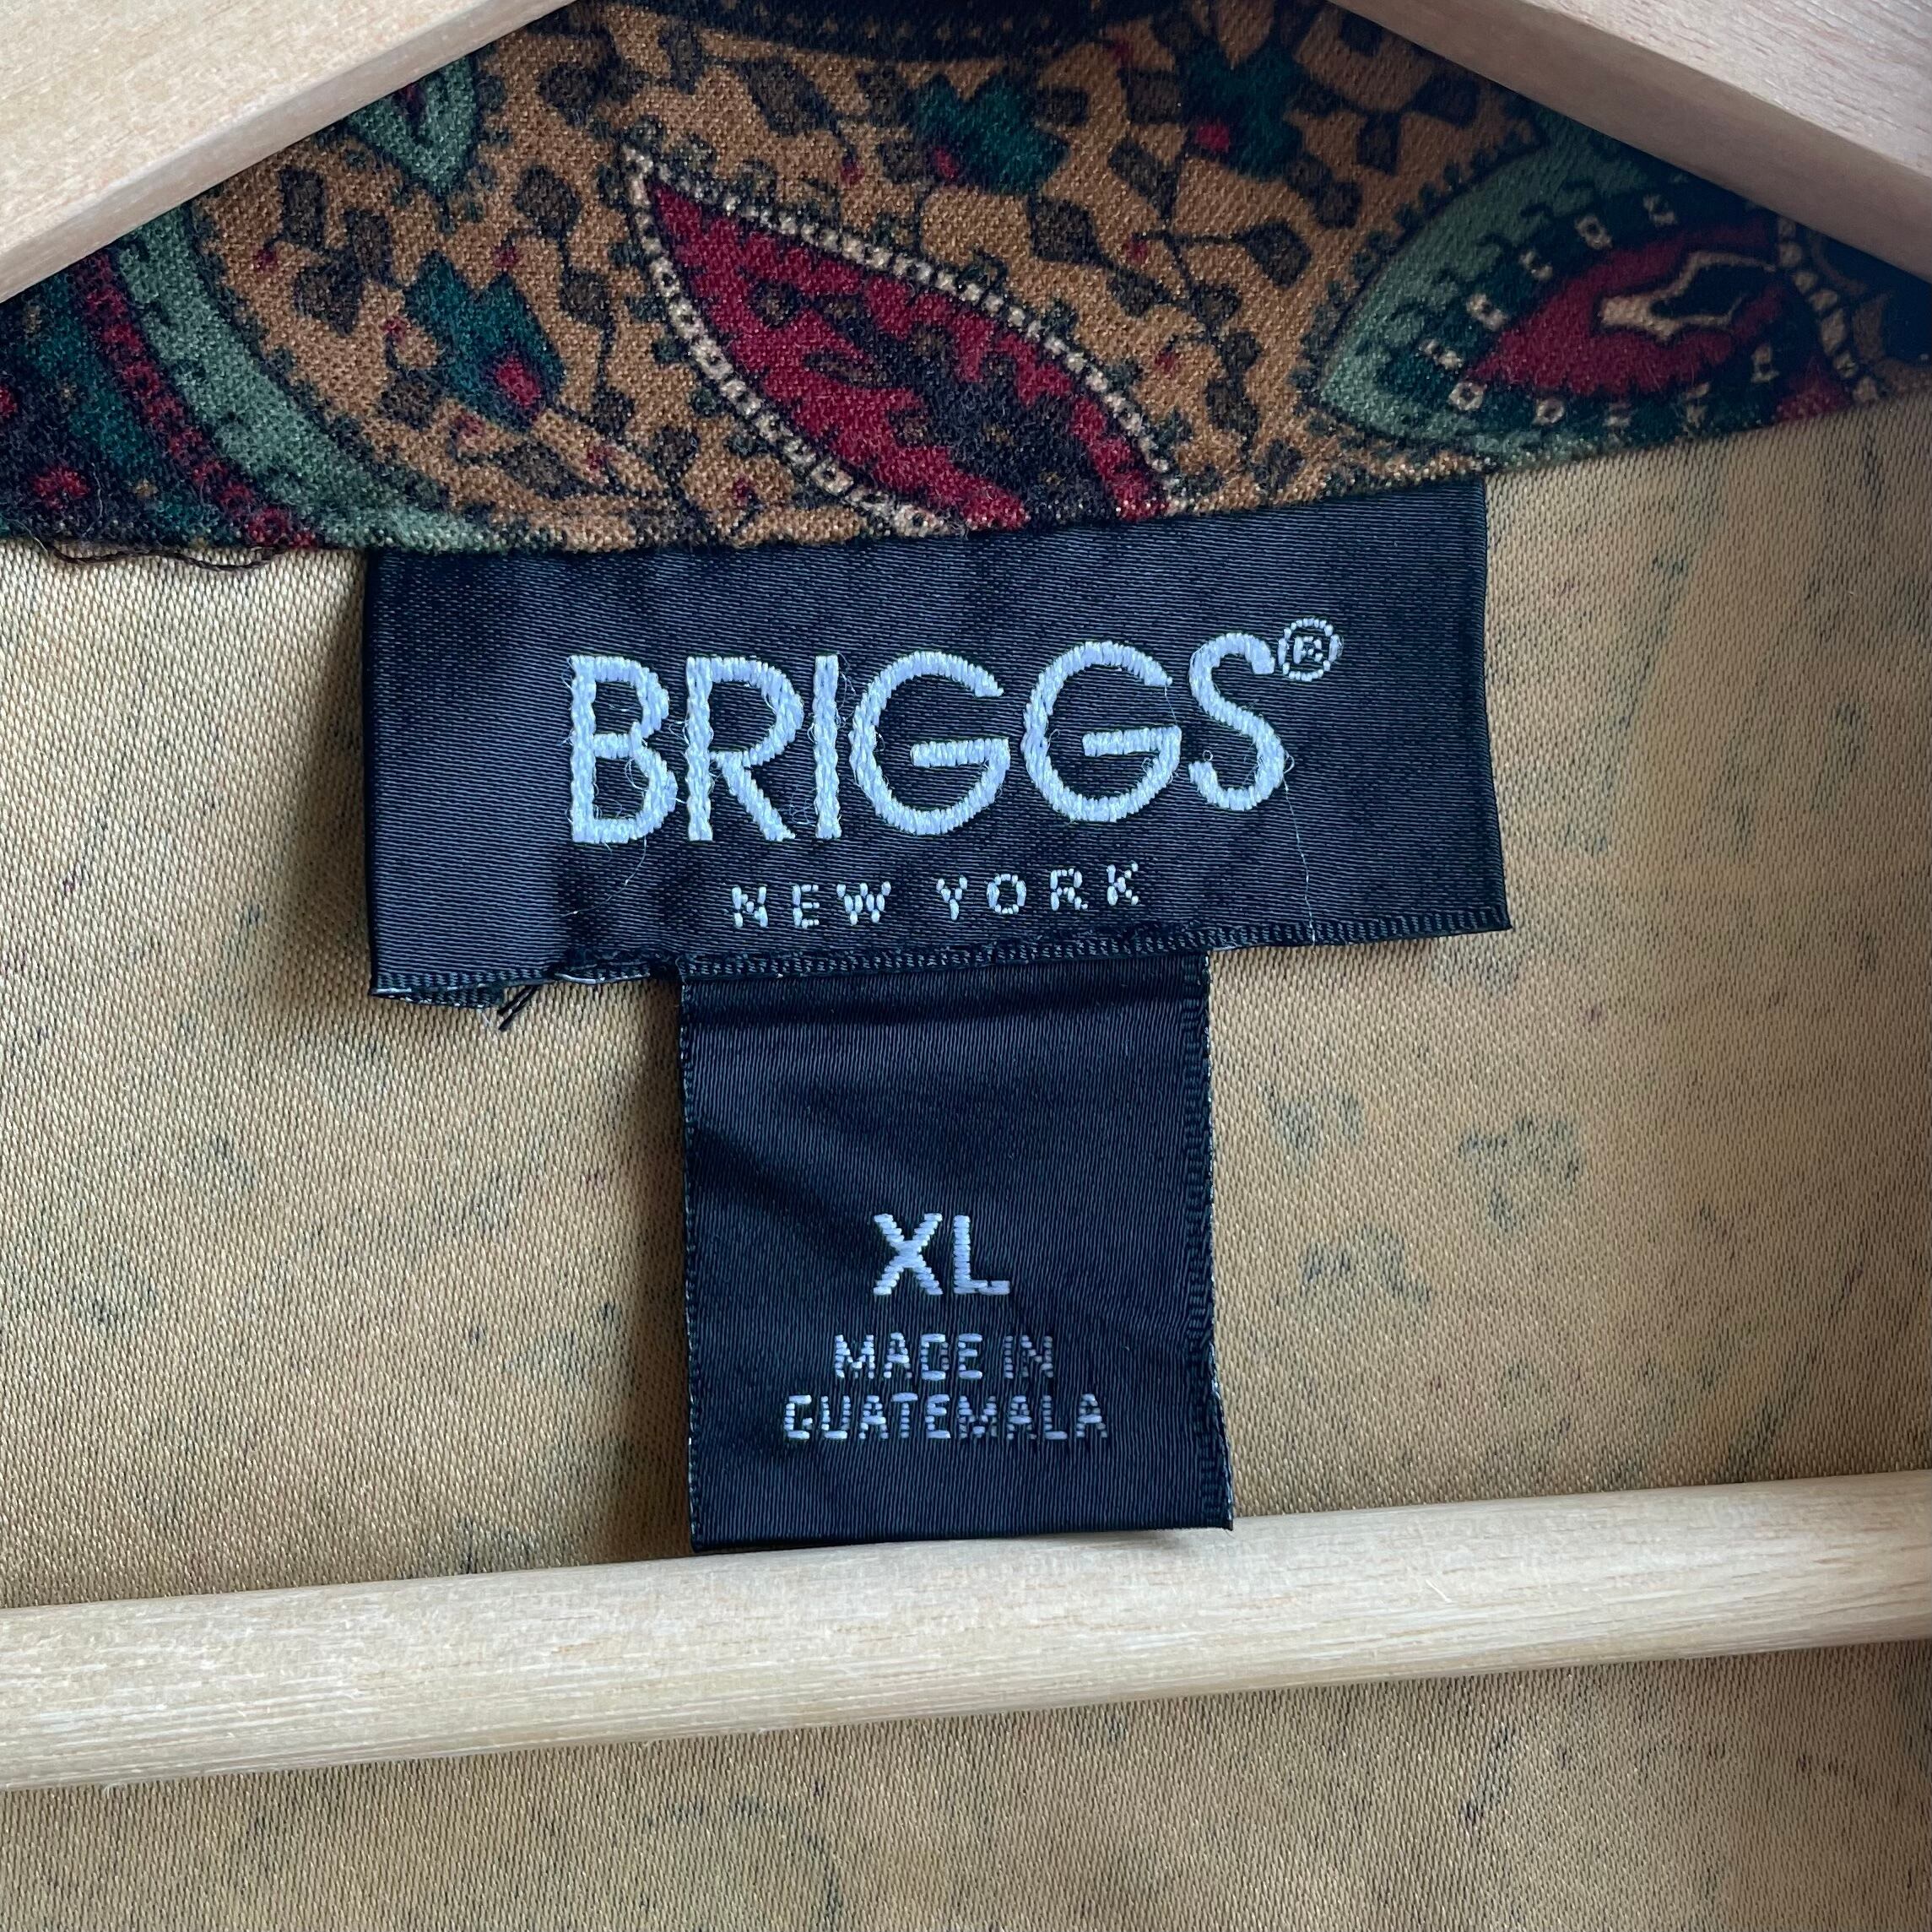 BRIGGS®
NEW YORK
XL
MADE IN
GUATEMALA